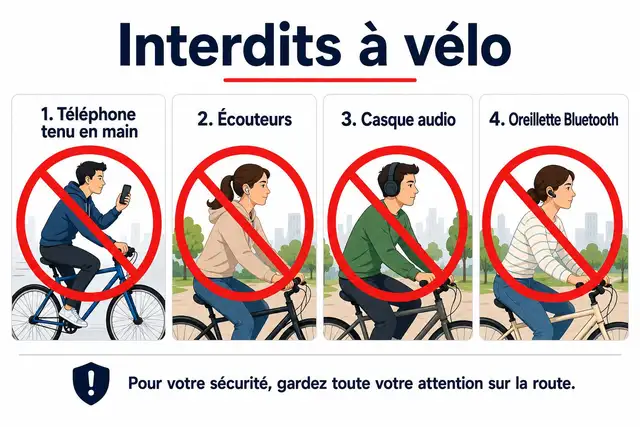 Interdits à vélo
1. Téléphone
tenu en main
2. Écouteurs
3. Casque audio
4. Oreillette Bluetooth
Pour votre sécurité, gardez toute votre attention sur la route.